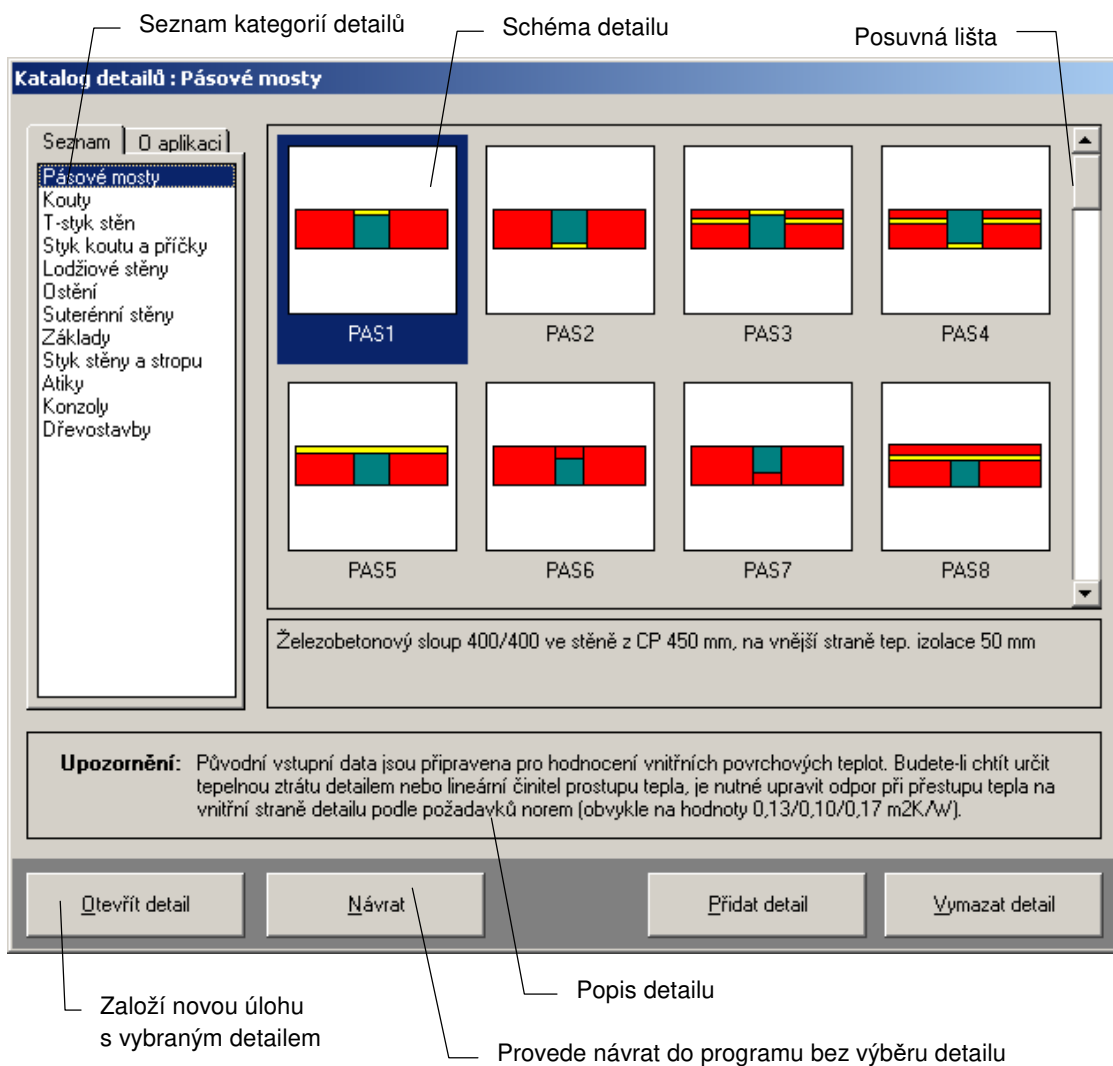 Seznam kategorií detailů
Schéma detailu
Posuvná lišta
Katalog detailů : Pásové mosty
Seznam
O aplikaci
Pásové mosty
Kouty
T-styk stěn
Styk koutu a příčky
Lodžiové stěny
Ostění
Suterénní stěny
Základy
Styk stěny a stropu
Atiky
Konzoly
Dřevostavby
PAS1
PAS2
PAS3
PAS4
PAS5
PAS6
PAS7
PAS8
Železobetonový sloup 400/400 ve stěně z CP 450 mm, na vnější straně tep. izolace 50 mm
Upozornění: Původní vstupní data jsou připravena pro hodnocení vnitřních povrchových teplot. Budete-li chtít určit
tepelnou ztrátu detailem nebo lineární činitel prostupu tepla, je nutné upravit odpor při přestupu tepla na
vnitřní straně detailu podle požadavků norem (obvykle na hodnoty 0,13/0,10/0,17 m2K/W).
Otevřít detail
Návrat
Přidat detail
Vymazat detail
Založí novou úlohu
s vybraným detailem
Popis detailu
Provede návrat do programu bez výběru detailu